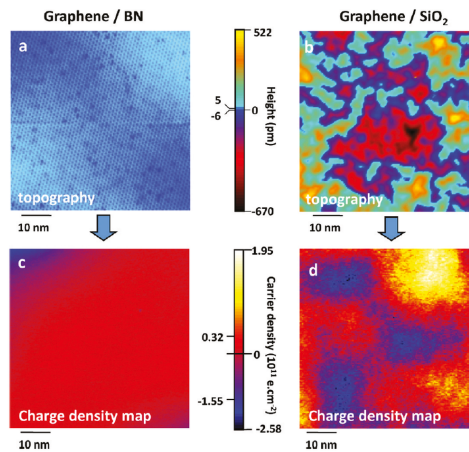 Graphene / BN
Graphene / SiO₂
a
b
topography
topography
522
5
-6
0
-670
Height (pm)
10 nm
10 nm
c
d
Charge density map
Charge density map
1.95
0.32
0
-1.55
-2.58
Carrier density (10¹¹ e.cm⁻²)
10 nm
10 nm